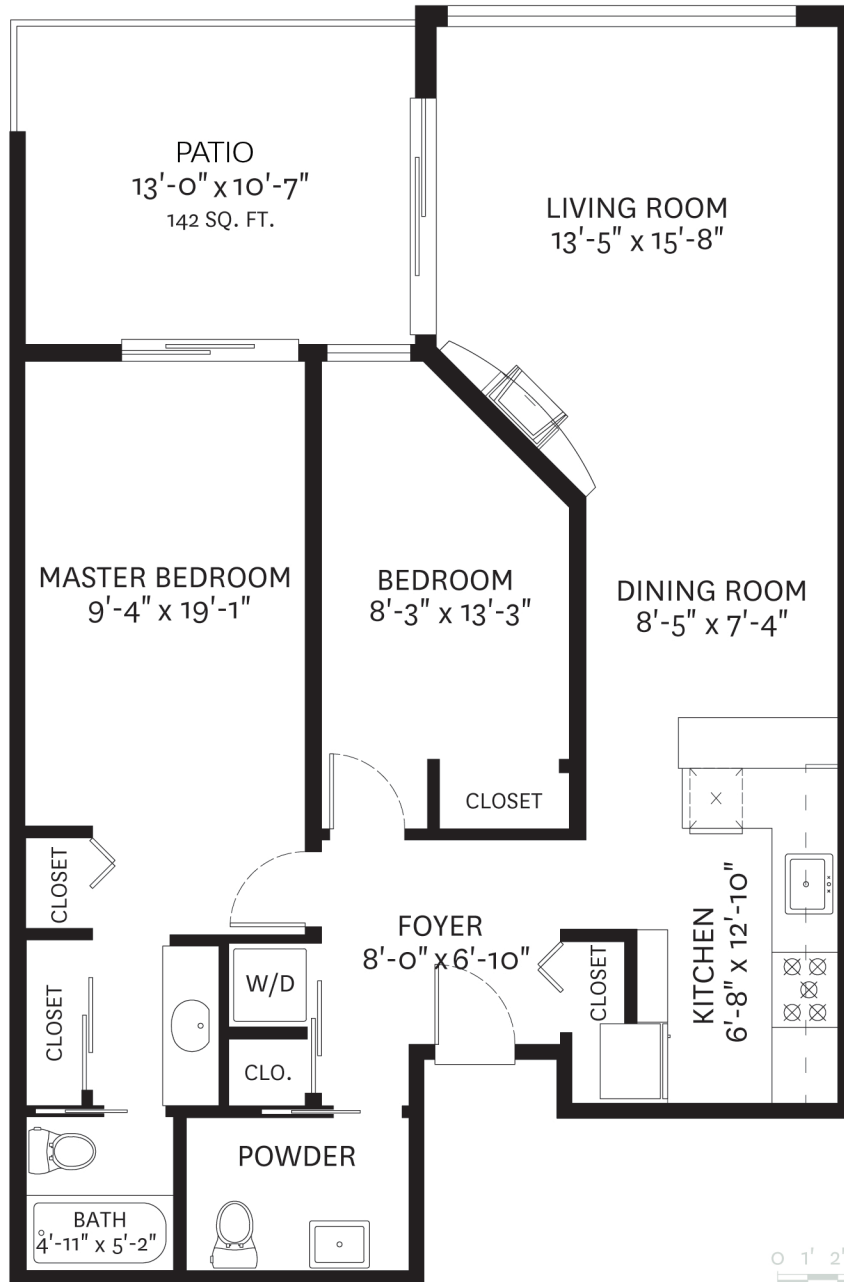 PATIO
13'-0" x 10'-7"
142 SQ. FT.
LIVING ROOM
13'-5" x 15'-8"
MASTER BEDROOM
9'-4" x 19'-1"
BEDROOM
8'-3" x 13'-3"
DINING ROOM
8'-5" x 7'-4"
CLOSET
CLOSET
FOYER
8'-0" x 6'-10"
KITCHEN
6'-8" x 12'-10"
CLOSET
CLOSET
W/D
CLO.
POWDER
BATH
4'-11" x 5'-2"
0 1' 2'